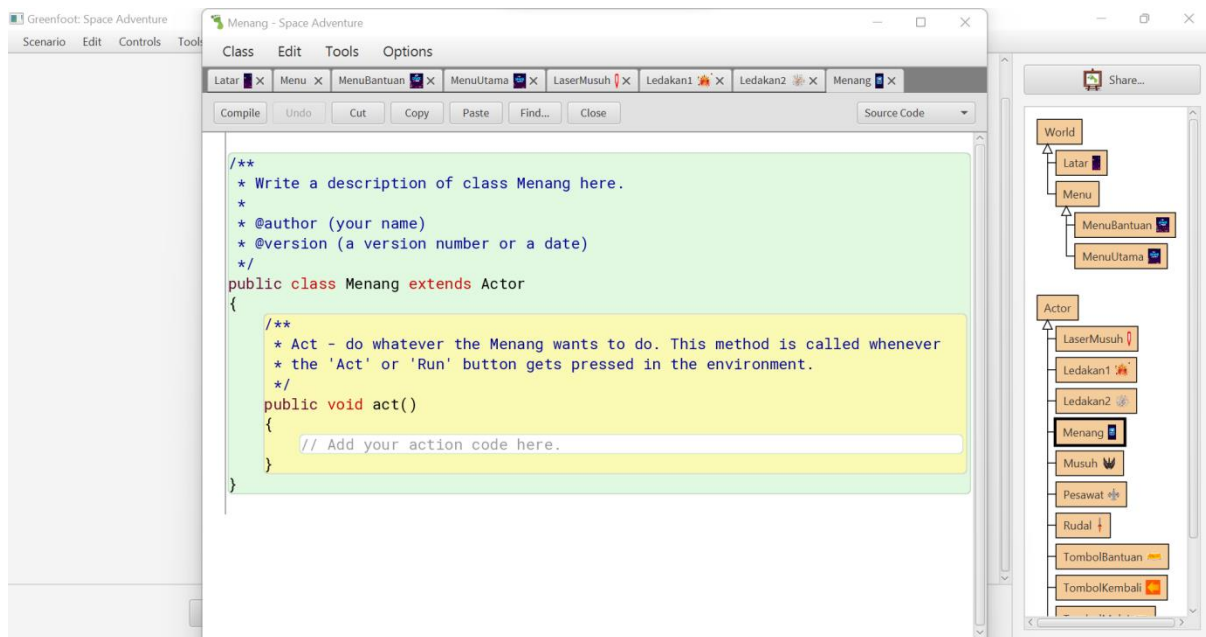 Greenfoot: Space Adventure
Scenario Edit Controls Tools
Menang - Space Adventure
Class Edit Tools Options
Latar Menu MenuBantuan MenuUtama LaserMusuh Ledakan1 Ledakan2 Menang
Compile Undo Cut Copy Paste Find... Close Source Code
/**
* Write a description of class Menang here.
*
* @author (your name)
* @version (a version number or a date)
*/
public class Menang extends Actor
{
/**
* Act - do whatever the Menang wants to do. This method is called whenever
* the 'Act' or 'Run' button gets pressed in the environment.
*/
public void act()
{
// Add your action code here.
}
}
Share...
World
Latar
Menu
MenuBantuan
MenuUtama
Actor
LaserMusuh
Ledakan1
Ledakan2
Menang
Musuh
Pesawat
Rudal
TombolBantuan
TombolKembali